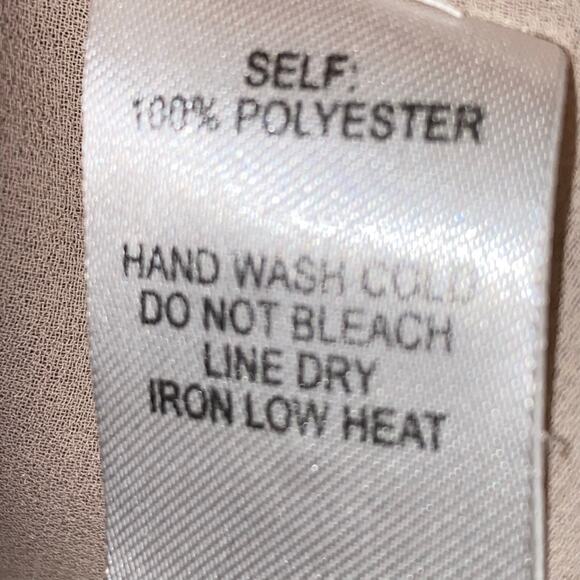 SELF:
100% POLYESTER
HAND WASH COLD
DO NOT BLEACH
LINE DRY
IRON LOW HEAT